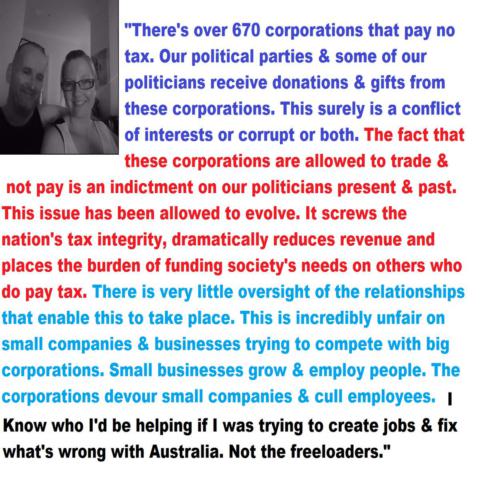 "There's over 670 corporations that pay no
tax. Our political parties & some of our
politicians receive donations & gifts from
these corporations. This surely is a conflict
of interests or corrupt or both. The fact that
these corporations are allowed to trade &
not pay is an indictment on our politicians present & past.
This issue has been allowed to evolve. It screws the
nation's tax integrity, dramatically reduces revenue and
places the burden of funding society's needs on others who
do pay tax. There is very little oversight of the relationships
that enable this to take place. This is incredibly unfair on
small companies & businesses trying to compete with big
corporations. Small businesses grow & employ people. The
corporations devour small companies & cull employees. I
Know who I'd be helping if I was trying to create jobs & fix
what's wrong with Australia. Not the freeloaders."